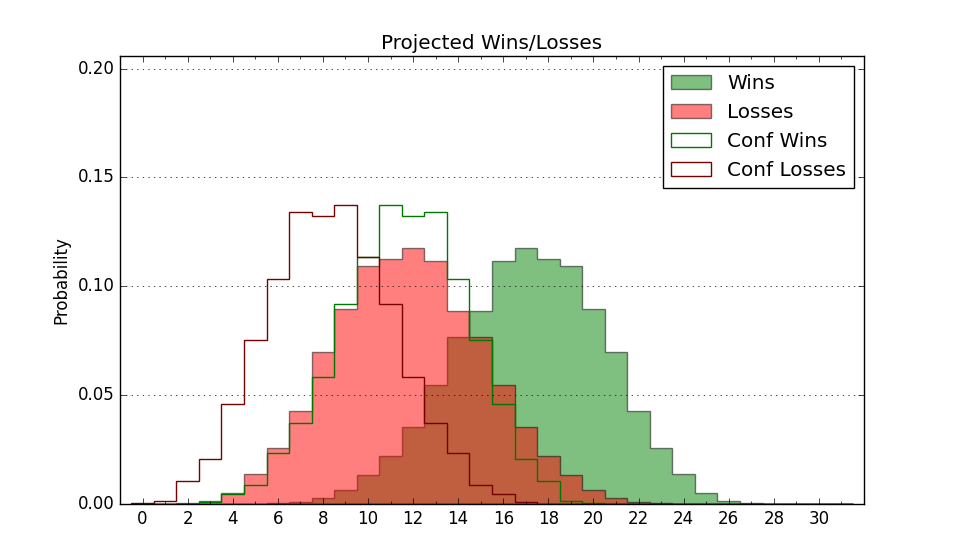 Projected Wins/Losses
0.20
0.15
0.10
0.05
0.00
Probability
Wins
Losses
Conf Wins
Conf Losses
0 2 4 6 8 10 12 14 16 18 20 22 24 26 28 30